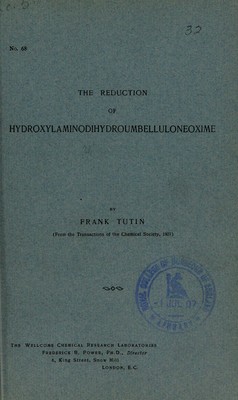 32
No. 69
THE REDUCTION
OF
HYDROXYLAMINODIHYDROUMBELLULONEOXIME
BY
FRANK TUTIN
(From the Transactions of the Chemical Society, 1907)
THE WELLCOME CHEMICAL RESEARCH LABORATORIES
FREDERICK B. POWER, PH.D., Director
6, King Street, Snow Hill
LONDON, E.C.